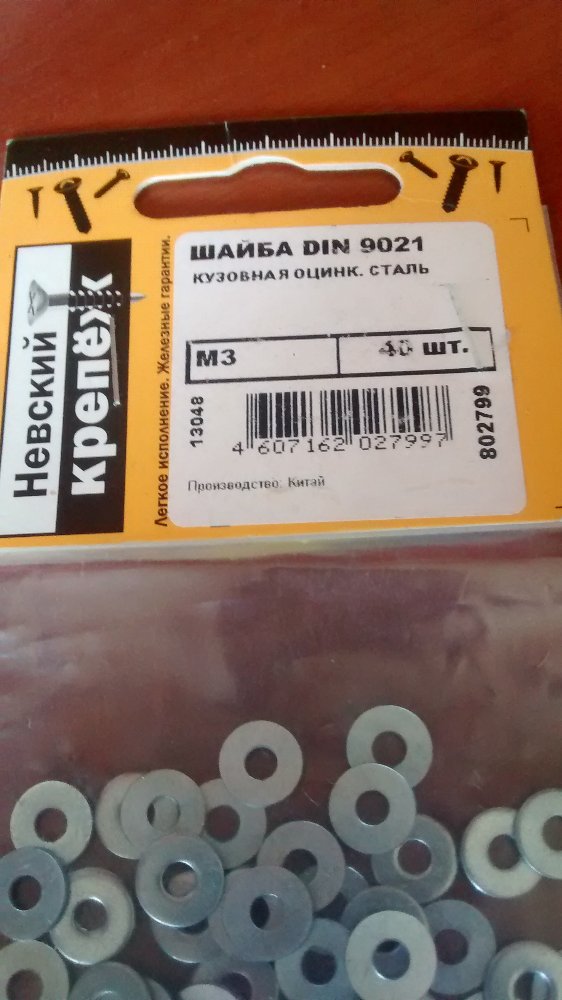 ШАЙБА DIN 9021
КУЗОВНАЯ ОЦИНК. СТАЛЬ
М3
40 шт.
13048
4 607162 027997
802799
Производство: Китай
Невский
крепёж
Легкое исполнение. Железные гарантии.